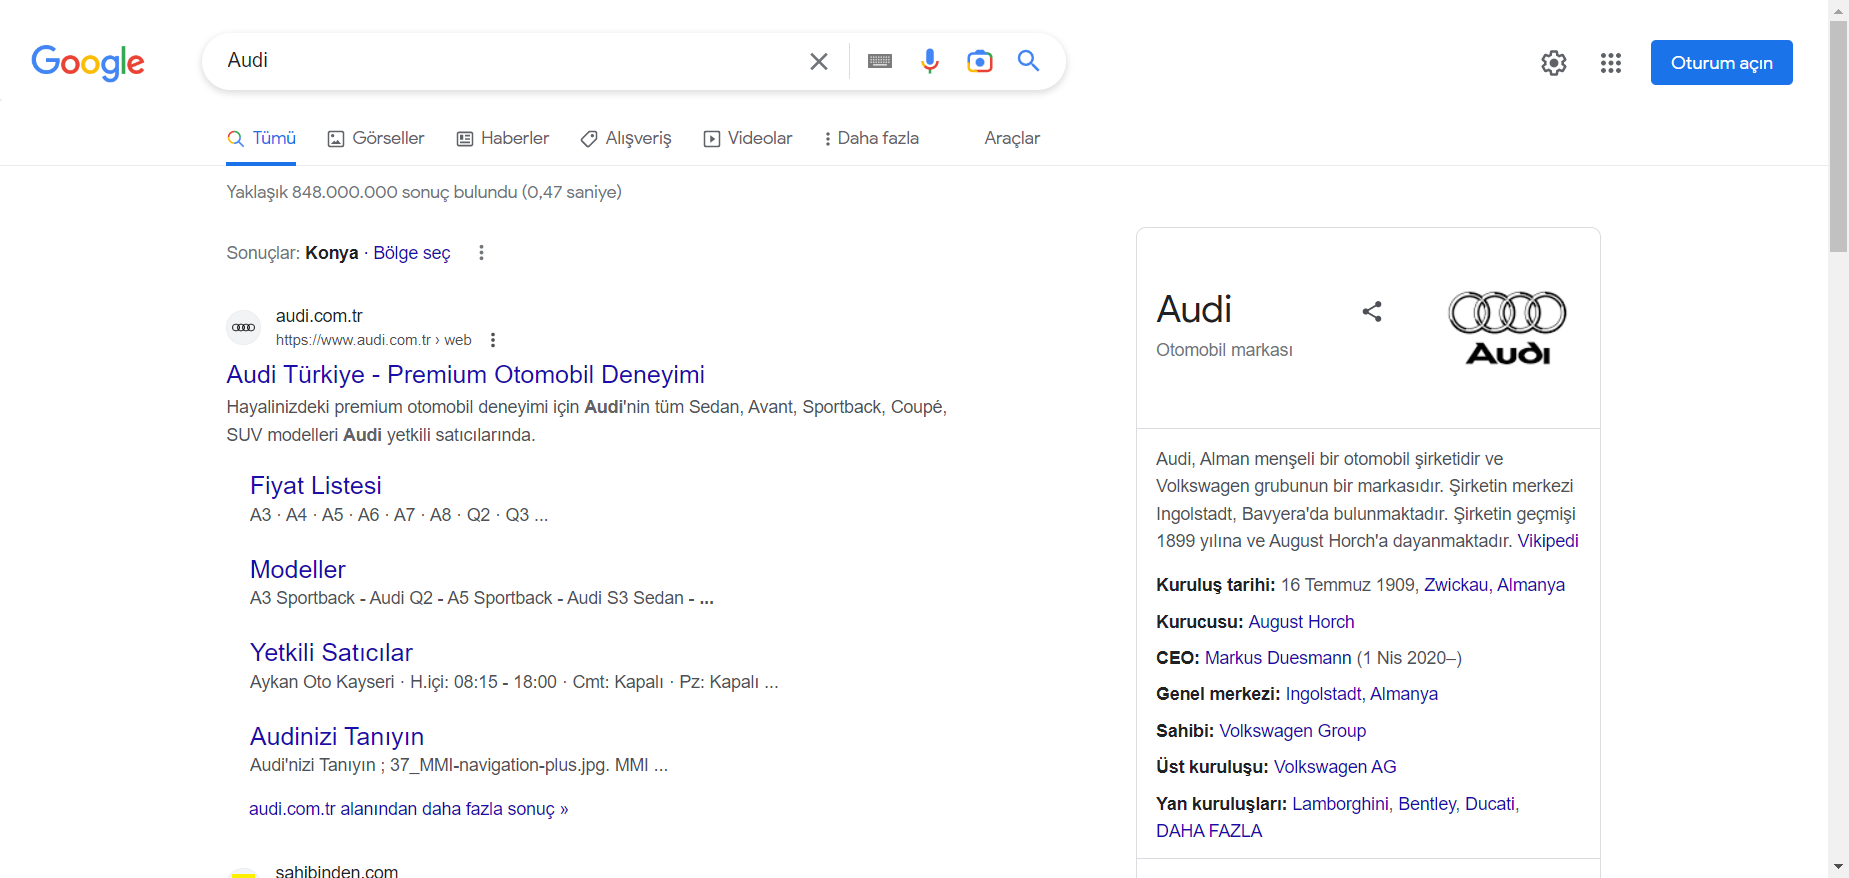 Google
Audi
Oturum açın
Tümü
Görseller
Haberler
Alışveriş
Videolar
Daha fazla
Araçlar
Yaklaşık 848.000.000 sonuç bulundu (0,47 saniye)
Sonuçlar: Konya · Bölge seç
audi.com.tr
https://www.audi.com.tr › web
Audi Türkiye - Premium Otomobil Deneyimi
Hayalinizdeki premium otomobil deneyimi için Audi'nin tüm Sedan, Avant, Sportback, Coupé,
SUV modelleri Audi yetkili satıcılarında.
Fiyat Listesi
A3 · A4 · A5 · A6 · A7 · A8 · Q2 · Q3 ...
Modeller
A3 Sportback - Audi Q2 - A5 Sportback - Audi S3 Sedan - ...
Yetkili Satıcılar
Aykan Oto Kayseri · H.içi: 08:15 - 18:00 · Cmt: Kapalı · Pz: Kapalı ...
Audinizi Tanıyın
Audi'nizi Tanıyın ; 37_MMI-navigation-plus.jpg. MMI ...
audi.com.tr alanından daha fazla sonuç »
sahibinden.com
Audi
Otomobil markası
Audi
Audi, Alman menşeli bir otomobil şirketidir ve
Volkswagen grubunun bir markasıdır. Şirketin merkezi
Ingolstadt, Bavyera'da bulunmaktadır. Şirketin geçmişi
1899 yılına ve August Horch'a dayanmaktadır. Vikipedi
Kuruluş tarihi: 16 Temmuz 1909, Zwickau, Almanya
Kurucusu: August Horch
CEO: Markus Duesmann (1 Nis 2020–)
Genel merkezi: Ingolstadt, Almanya
Sahibi: Volkswagen Group
Üst kuruluşu: Volkswagen AG
Yan kuruluşları: Lamborghini, Bentley, Ducati,
DAHA FAZLA